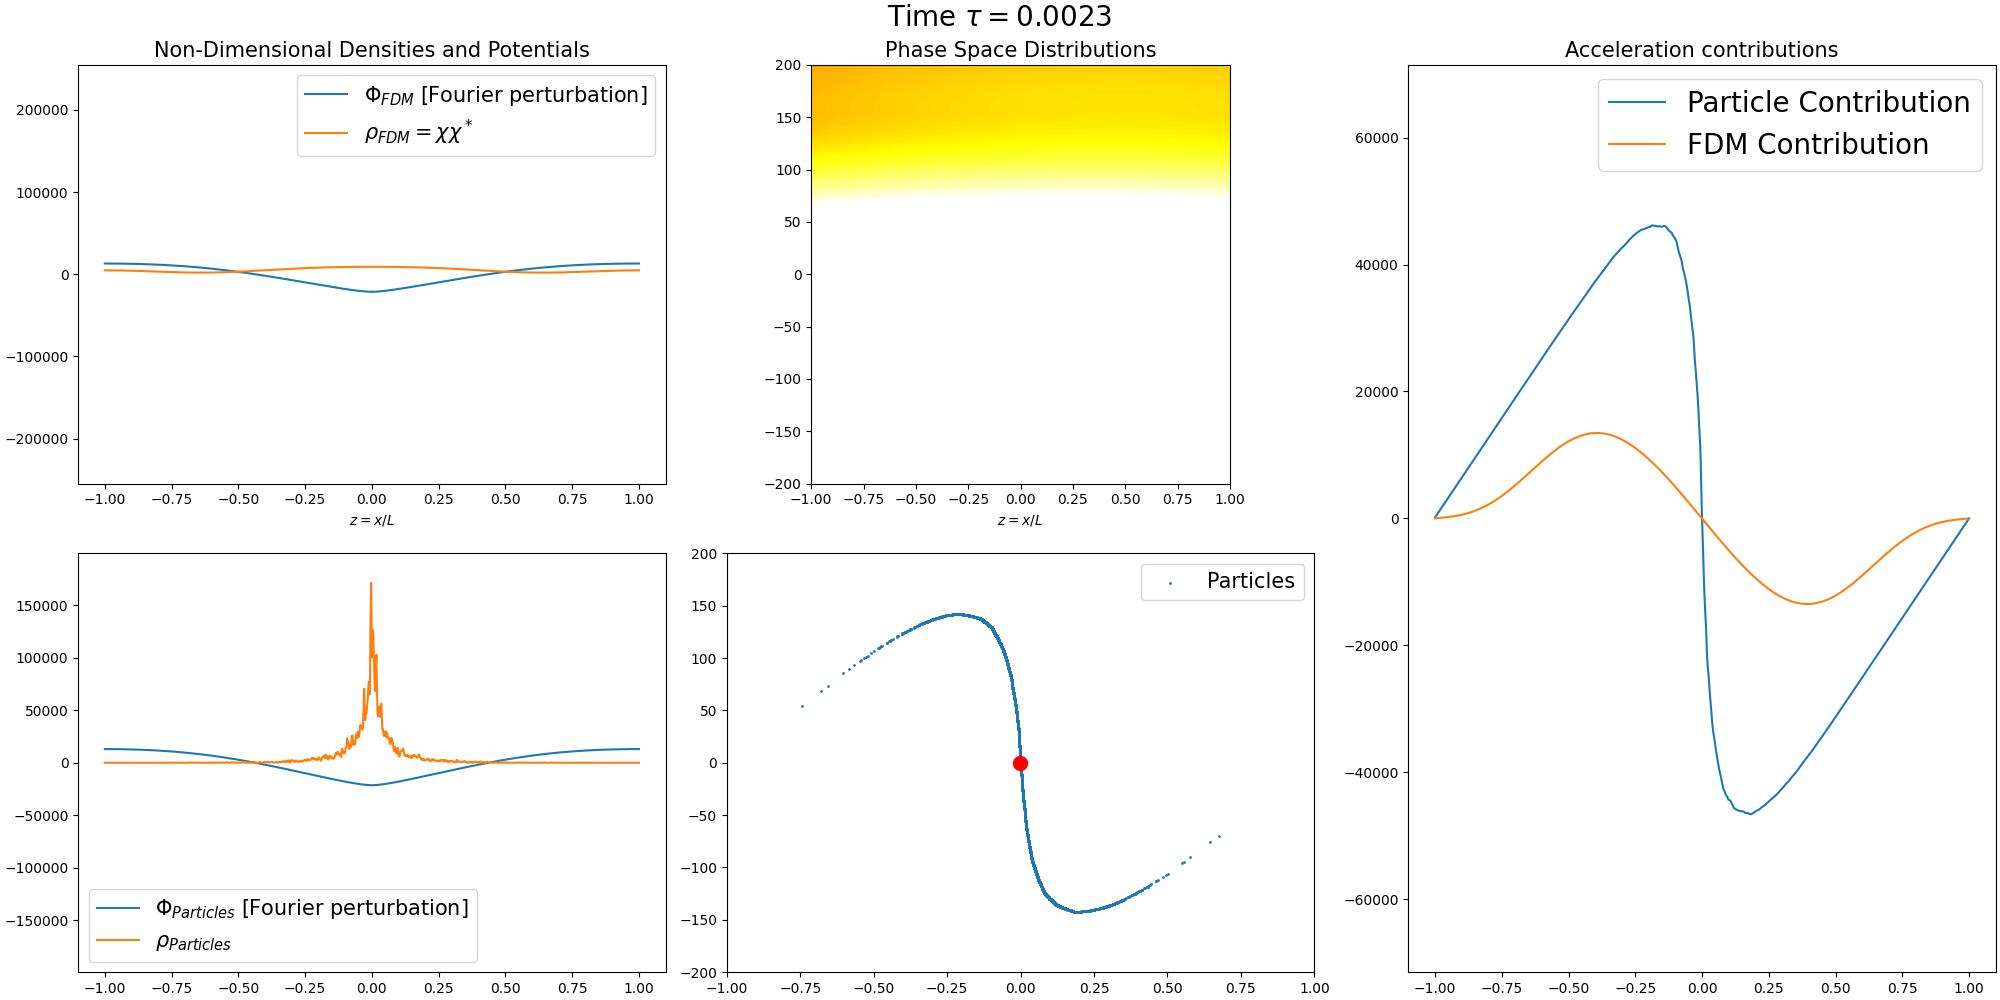 Time τ = 0.0023
Non-Dimensional Densities and Potentials
Φ_FDM [Fourier perturbation]
ρ_FDM = χχ*
200000
100000
0
−100000
−200000
−1.00 −0.75 −0.50 −0.25 0.00 0.25 0.50 0.75 1.00
z = x/L
Phase Space Distributions
200
150
100
50
0
−50
−100
−150
−200
−1.00 −0.75 −0.50 −0.25 0.00 0.25 0.50 0.75 1.00
z = x/L
Acceleration contributions
Particle Contribution
FDM Contribution
60000
40000
20000
0
−20000
−40000
−60000
−1.00 −0.75 −0.50 −0.25 0.00 0.25 0.50 0.75 1.00
150000
100000
50000
0
−50000
−100000
−150000
Φ_Particles [Fourier perturbation]
ρ_Particles
−1.00 −0.75 −0.50 −0.25 0.00 0.25 0.50 0.75 1.00
Particles
200
150
100
50
0
−50
−100
−150
−200
−1.00 −0.75 −0.50 −0.25 0.00 0.25 0.50 0.75 1.00